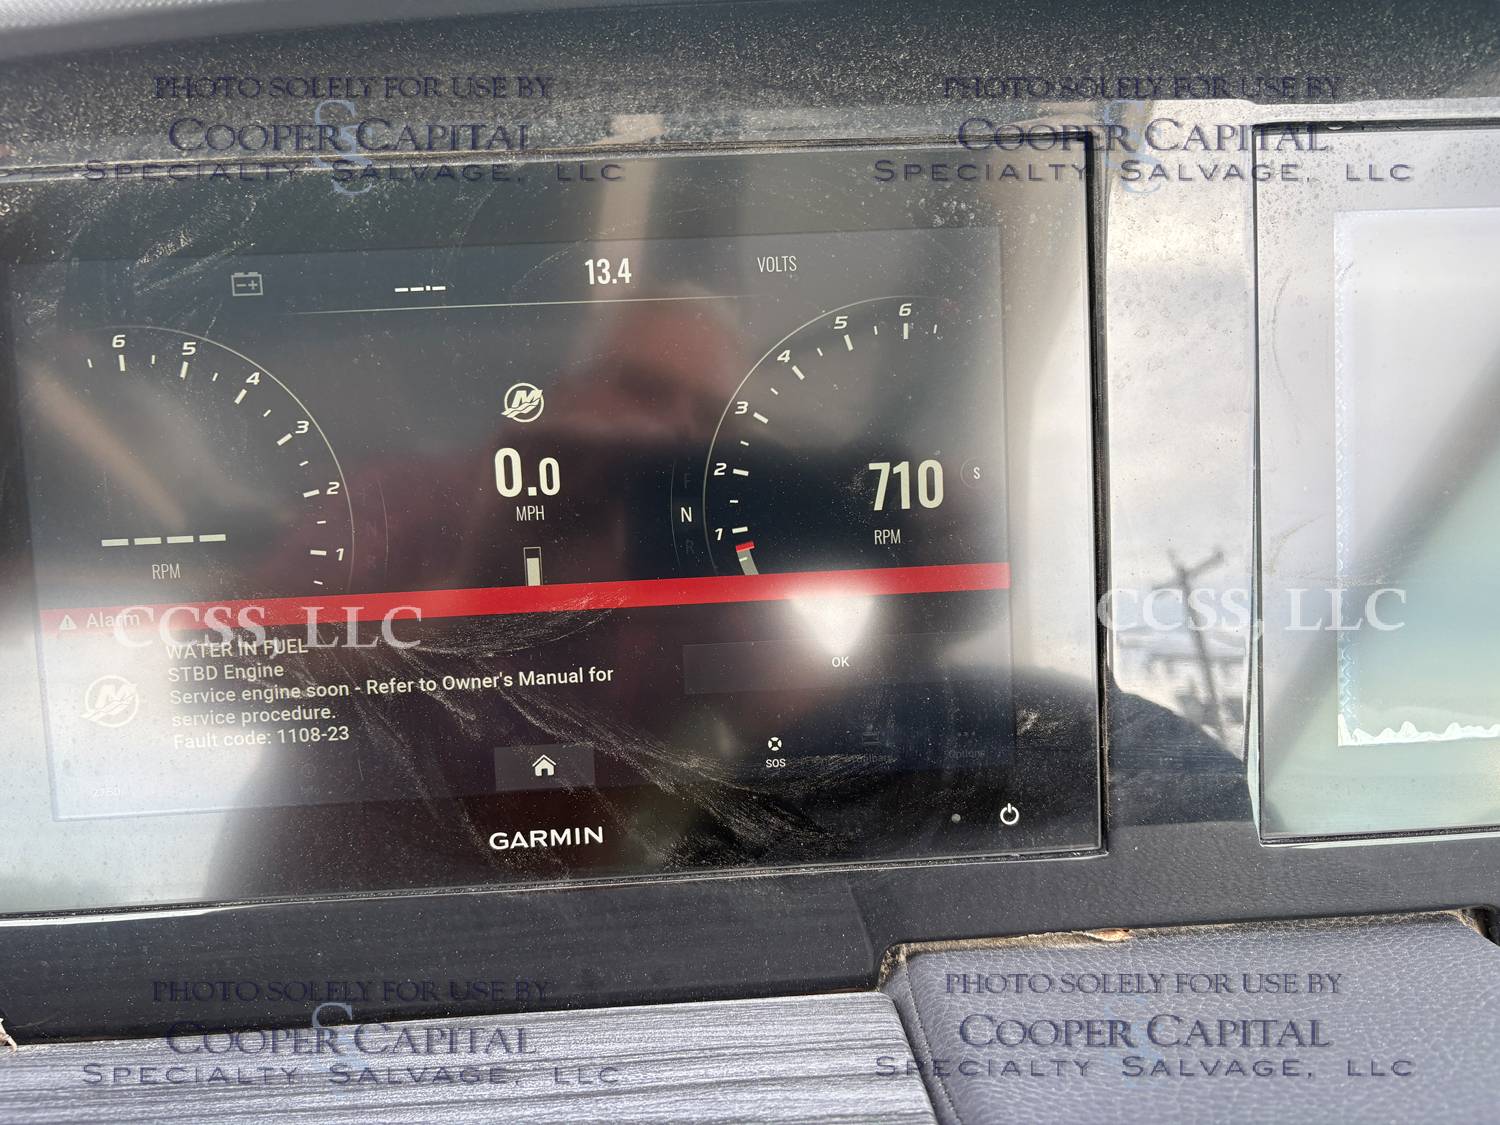 PHOTO SOLELY FOR USE BY
COOPER CAPITAL
SPECIALTY SALVAGE, LLC
PHOTO SOLELY FOR USE BY
COOPER CAPITAL
SPECIALTY SALVAGE, LLC
13.4
VOLTS
6
5
4
3
2
1
RPM
M
0.0
MPH
F
N
R
6
5
4
3
2
1
710
S
RPM
Alarm
CCSS, LLC
CCSS, LLC
WATER IN FUEL
STBD Engine
Service engine soon - Refer to Owner's Manual for
service procedure.
Fault code: 1108-23
M
OK
SOS
GARMIN
PHOTO SOLELY FOR USE BY
COOPER CAPITAL
SPECIALTY SALVAGE, LLC
PHOTO SOLELY FOR USE BY
COOPER CAPITAL
SPECIALTY SALVAGE, LLC